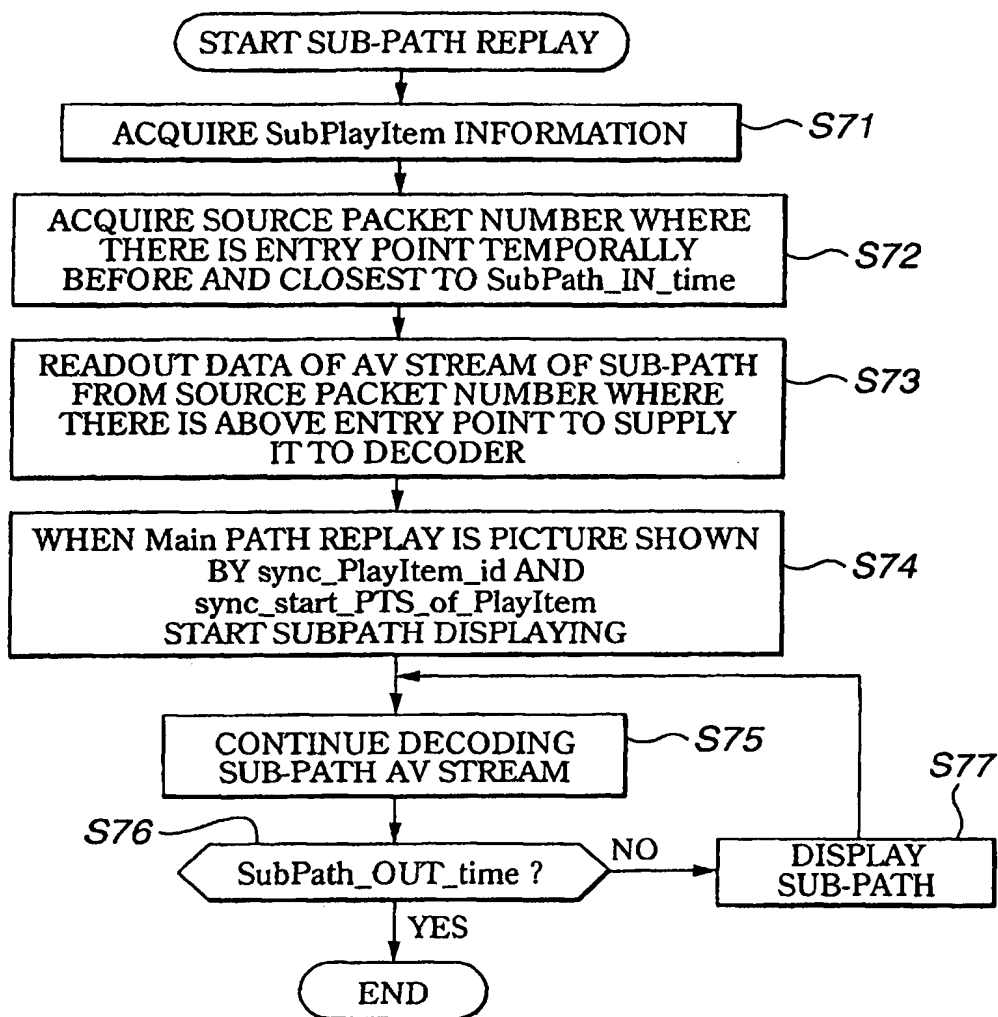 START SUB-PATH REPLAY
ACQUIRE SubPlayItem INFORMATION
S71
ACQUIRE SOURCE PACKET NUMBER WHERE
THERE IS ENTRY POINT TEMPORALLY
BEFORE AND CLOSEST TO SubPath_IN_time
S72
READOUT DATA OF AV STREAM OF SUB-PATH
FROM SOURCE PACKET NUMBER WHERE
THERE IS ABOVE ENTRY POINT TO SUPPLY
IT TO DECODER
S73
WHEN Main PATH REPLAY IS PICTURE SHOWN
BY sync_PlayItem_id AND
sync_start_PTS_of_PlayItem
START SUBPATH DISPLAYING
S74
CONTINUE DECODING
SUB-PATH AV STREAM
S75
S76
SubPath_OUT_time ?
NO
YES
S77
DISPLAY
SUB-PATH
END